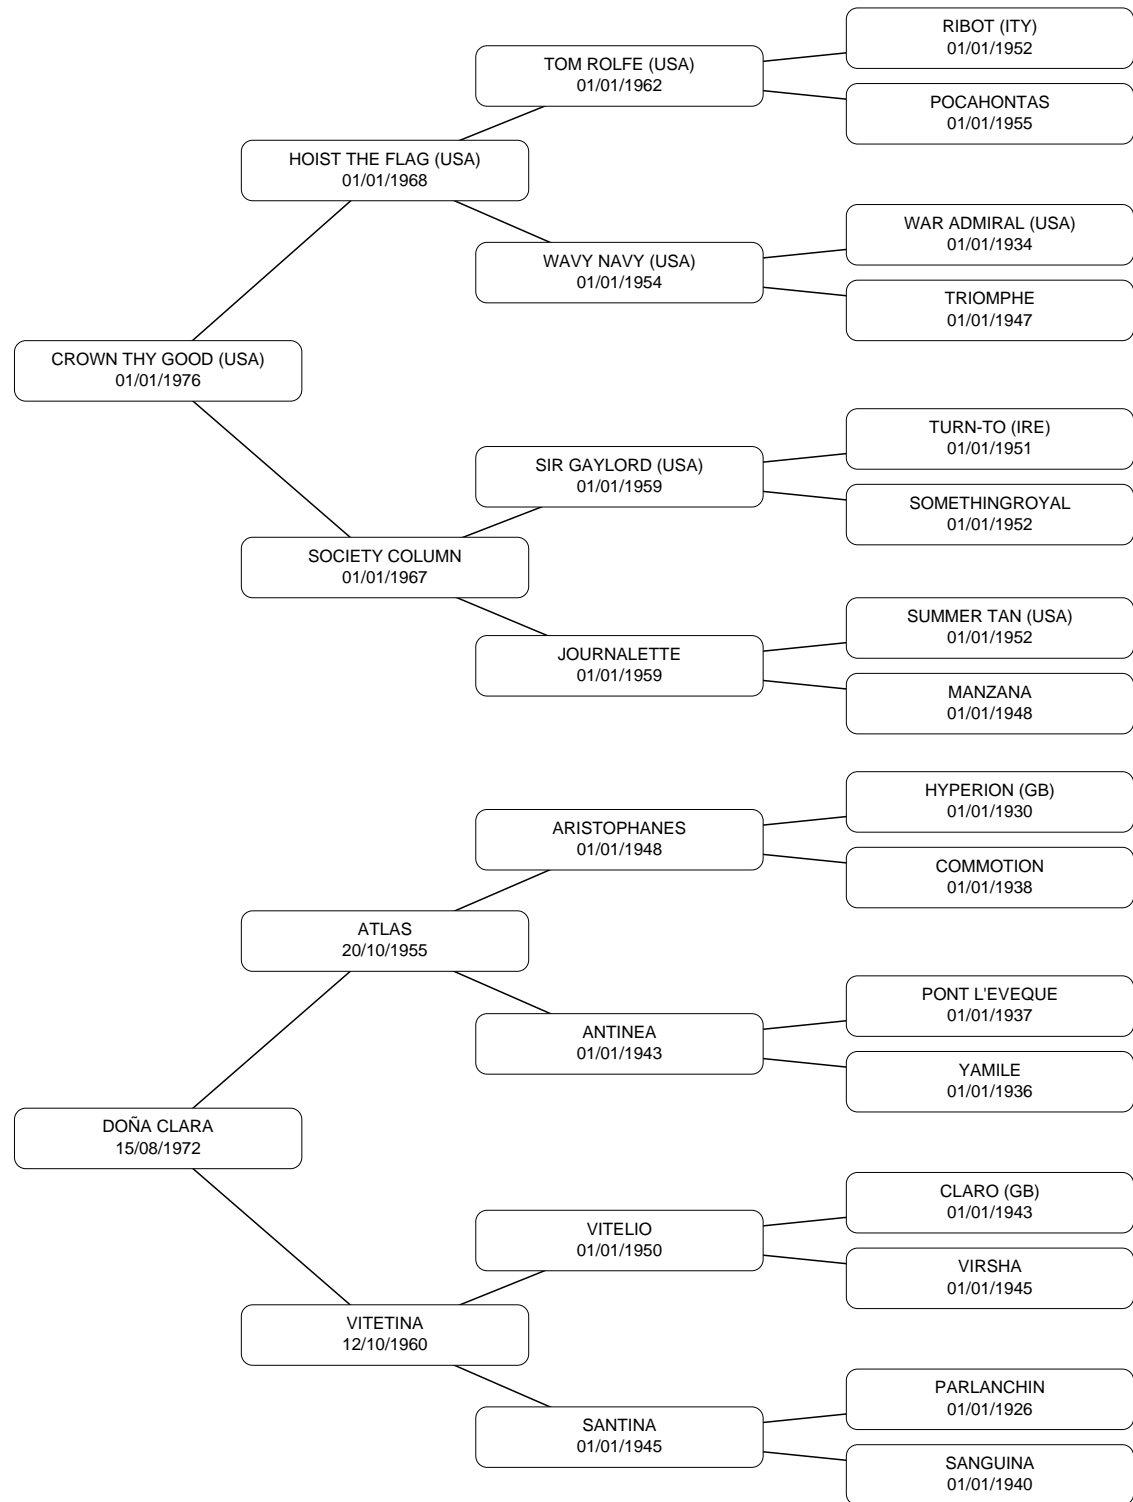 RIBOT (ITY)
01/01/1952
TOM ROLFE (USA)
01/01/1962
POCAHONTAS
01/01/1955
HOIST THE FLAG (USA)
01/01/1968
WAR ADMIRAL (USA)
01/01/1934
WAVY NAVY (USA)
01/01/1954
TRIOMPHE
01/01/1947
CROWN THY GOOD (USA)
01/01/1976
TURN-TO (IRE)
01/01/1951
SIR GAYLORD (USA)
01/01/1959
SOMETHINGROYAL
01/01/1952
SOCIETY COLUMN
01/01/1967
SUMMER TAN (USA)
01/01/1952
JOURNALETTE
01/01/1959
MANZANA
01/01/1948
HYPERION (GB)
01/01/1930
ARISTOPHANES
01/01/1948
COMMOTION
01/01/1938
ATLAS
20/10/1955
PONT L'EVEQUE
01/01/1937
ANTINEA
01/01/1943
YAMILE
01/01/1936
DOÑA CLARA
15/08/1972
CLARO (GB)
01/01/1943
VITELIO
01/01/1950
VIRSHA
01/01/1945
VITETINA
12/10/1960
PARLANCHIN
01/01/1926
SANTINA
01/01/1945
SANGUINA
01/01/1940